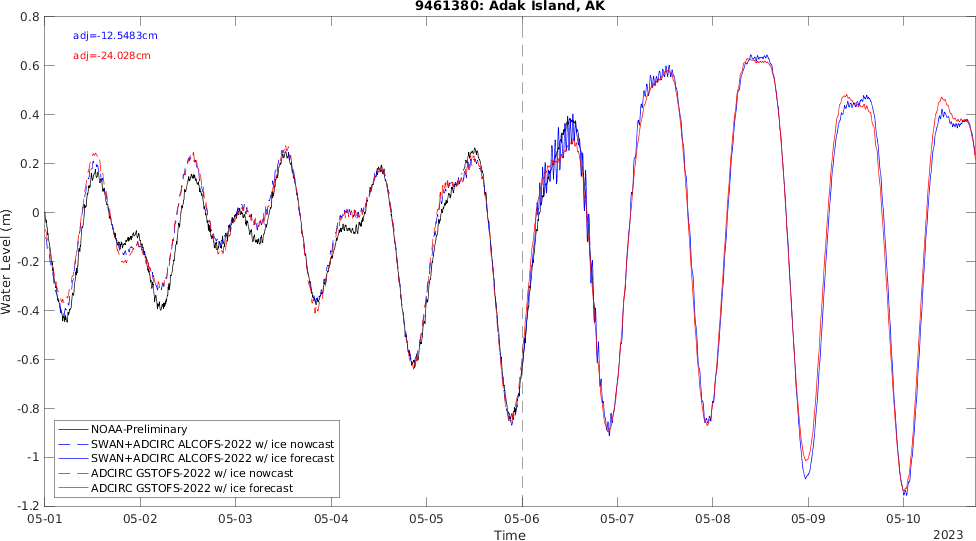 9461380: Adak Island, AK
adj=-12.5483cm
adj=-24.028cm
Water Level (m)
0.8
0.6
0.4
0.2
0
-0.2
-0.4
-0.6
-0.8
-1
-1.2
NOAA-Preliminary
SWAN+ADCIRC ALCOFS-2022 w/ ice nowcast
SWAN+ADCIRC ALCOFS-2022 w/ ice forecast
ADCIRC GSTOFS-2022 w/ ice nowcast
ADCIRC GSTOFS-2022 w/ ice forecast
05-01 05-02 05-03 05-04 05-05 05-06 05-07 05-08 05-09 05-10
Time
2023